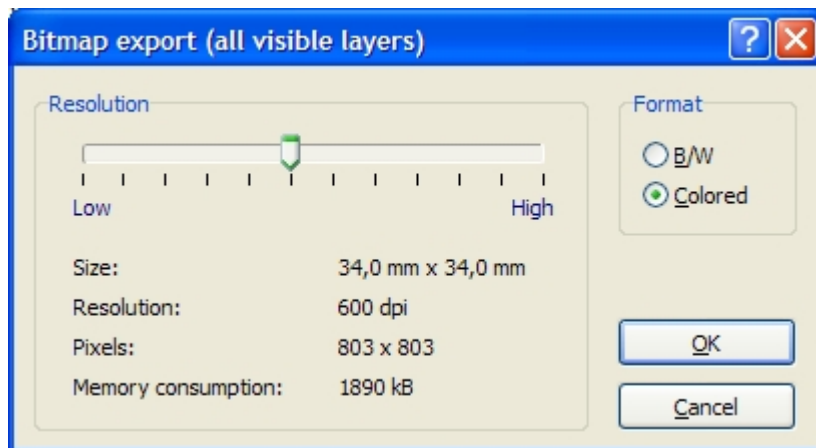 Bitmap export (all visible layers)
Resolution
Low High
Size: 34,0 mm x 34,0 mm
Resolution: 600 dpi
Pixels: 803 x 803
Memory consumption: 1890 kB
Format
B/W
Colored
OK
Cancel